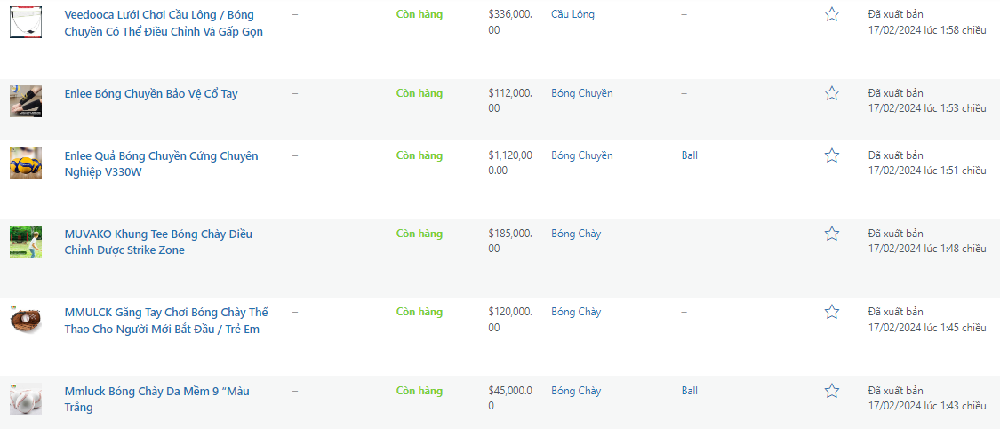 Veedooca Lưới Chơi Cầu Lông / Bóng
Chuyền Có Thể Điều Chỉnh Và Gấp Gọn
–
Còn hàng
$336,000.
00
Cầu Lông
–
Đã xuất bản
17/02/2024 lúc 1:58 chiều
Enlee Bóng Chuyền Bảo Vệ Cổ Tay
–
Còn hàng
$112,000.
00
Bóng Chuyền
–
Đã xuất bản
17/02/2024 lúc 1:53 chiều
Enlee Quả Bóng Chuyền Cứng Chuyên
Nghiệp V330W
–
Còn hàng
$1,120,00
0.00
Bóng Chuyền
Ball
Đã xuất bản
17/02/2024 lúc 1:51 chiều
MUVAKO Khung Tee Bóng Chày Điều
Chỉnh Được Strike Zone
–
Còn hàng
$185,000.
00
Bóng Chày
–
Đã xuất bản
17/02/2024 lúc 1:48 chiều
MMULCK Găng Tay Chơi Bóng Chày Thể
Thao Cho Người Mới Bắt Đầu / Trẻ Em
–
Còn hàng
$120,000.
00
Bóng Chày
–
Đã xuất bản
17/02/2024 lúc 1:45 chiều
Mmluck Bóng Chày Da Mềm 9 “Màu
Trắng
–
Còn hàng
$45,000.0
0
Bóng Chày
Ball
Đã xuất bản
17/02/2024 lúc 1:43 chiều